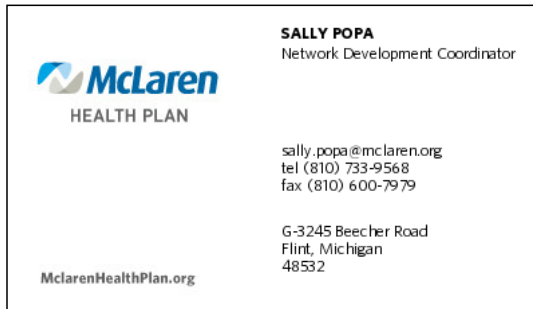 McLaren
HEALTH PLAN
MclarenHealthPlan.org
SALLY POPA
Network Development Coordinator
sally.popa@mclaren.org
tel (810) 733-9568
fax (810) 600-7979
G-3245 Beecher Road
Flint, Michigan
48532